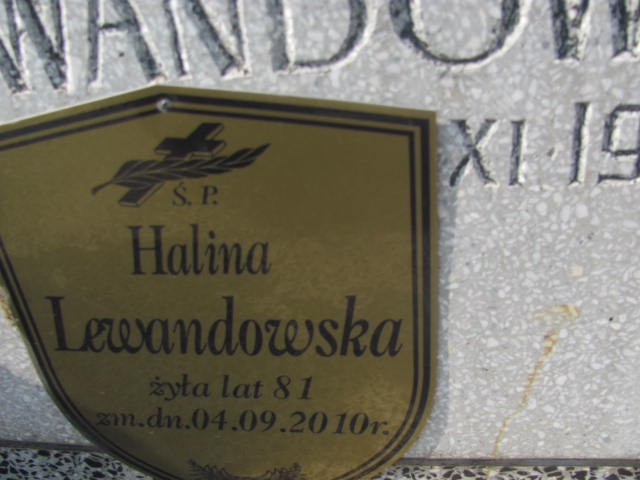 WANDOW
XI·19
Ś. P.
Halina
Lewandowska
żyła lat 81
zm.dn.04.09.2010r.